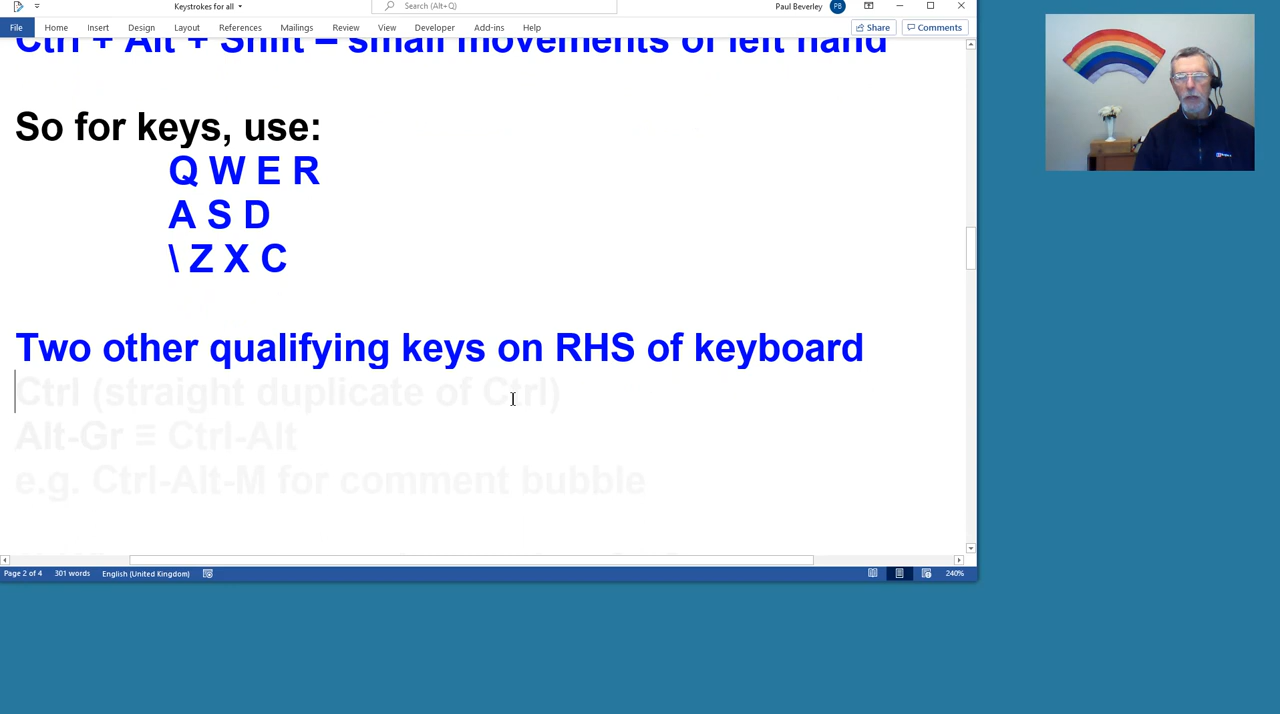 Keystrokes for all
Search (Alt+Q)
Paul Beverley
PB
File Home Insert Draw Design Layout References Mailings Review View Developer Add-ins Help
Share
Comments
Ctrl + Alt + Shift – small movements of left hand
So for keys, use:
Q W E R
A S D
\ Z X C
Two other qualifying keys on RHS of keyboard
Ctrl (straight duplicate of Ctrl)
Alt-Gr ≡ Ctrl-Alt
e.g. Ctrl-Alt-M for comment bubble
Page 2 of 4
301 words
English (United Kingdom)
240%